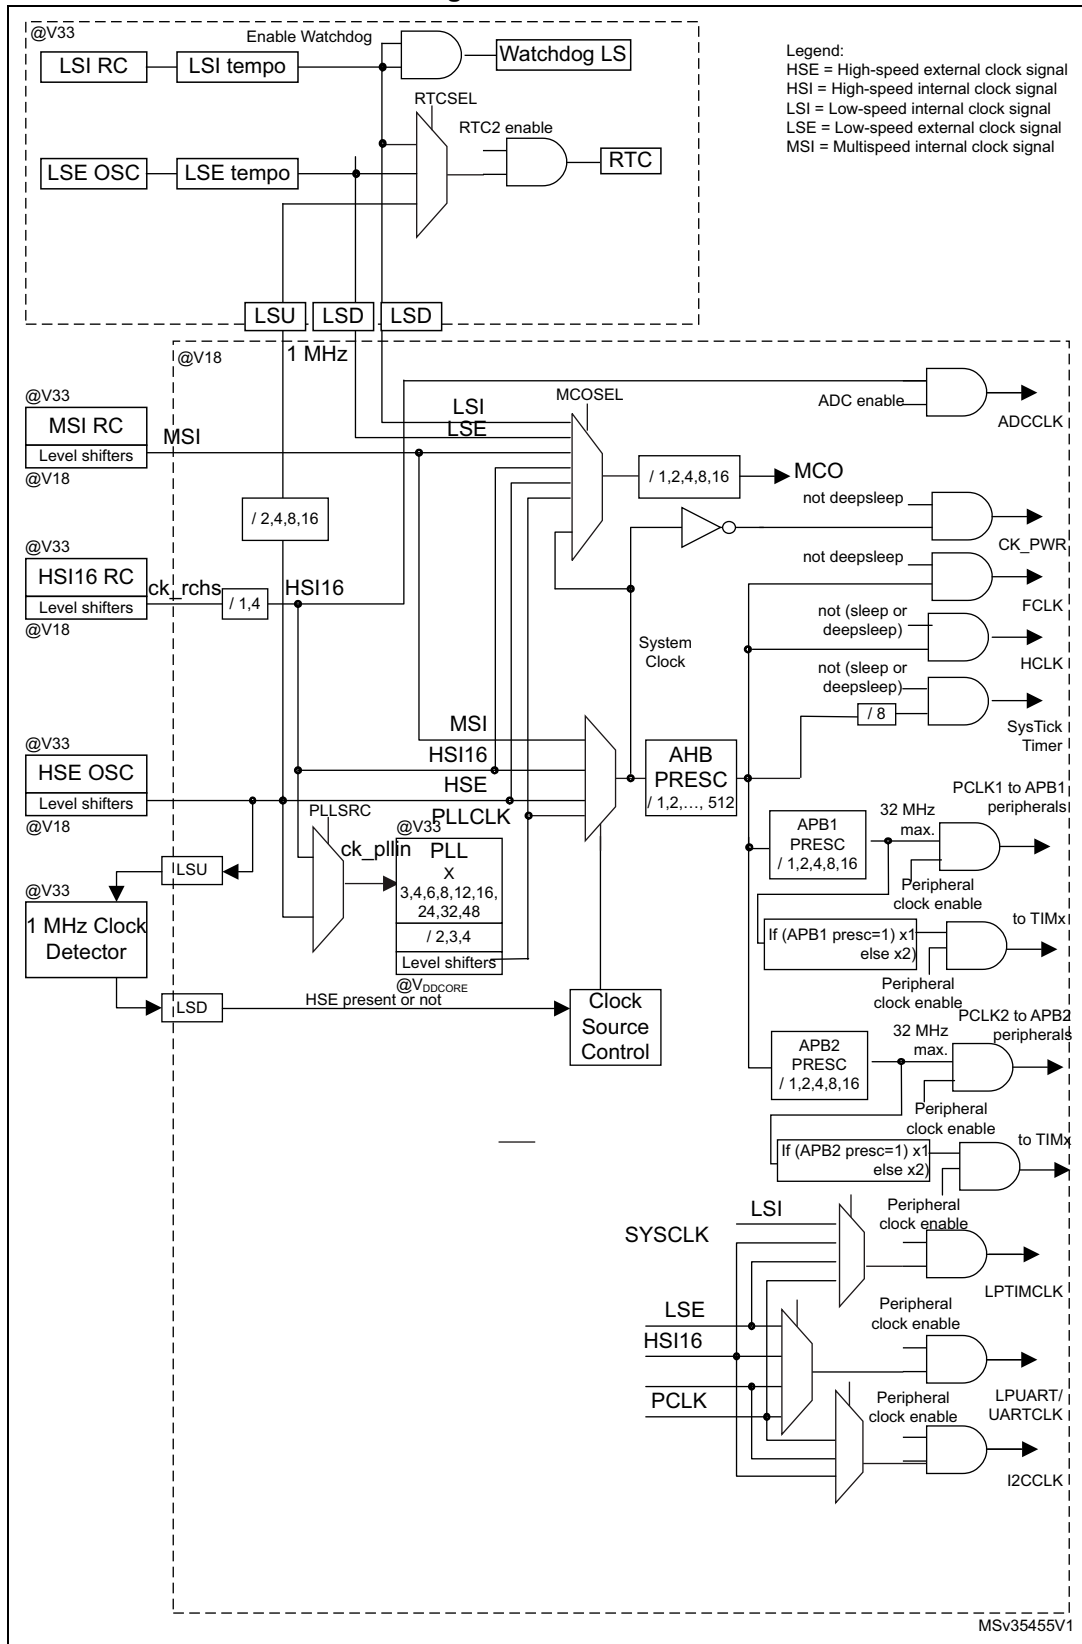 @V33
Enable Watchdog
LSI RC
LSI tempo
Watchdog LS
Legend:
HSE = High-speed external clock signal
HSI = High-speed internal clock signal
LSI = Low-speed internal clock signal
LSE = Low-speed external clock signal
MSI = Multispeed internal clock signal
RTCSEL
RTC2 enable
LSE OSC
LSE tempo
RTC
LSU
LSD
LSD
@V18
1 MHz
@V33
MSI RC
Level shifters
@V18
MSI
LSI
LSE
MCOSEL
ADC enable
ADCCLK
/ 1,2,4,8,16
MCO
/ 2,4,8,16
not deepsleep
CK_PWR
@V33
HSI16 RC
Level shifters
@V18
ck_rchs
/ 1,4
HSI16
not deepsleep
FCLK
System
Clock
not (sleep or
deepsleep)
HCLK
not (sleep or
deepsleep)
/ 8
SysTick
Timer
@V33
HSE OSC
Level shifters
@V18
MSI
HSI16
HSE
PLLCLK
AHB
PRESC
/ 1,2,..., 512
PLLSRC
ck_pllin
@V33
PLL
X
3,4,6,8,12,16,
24,32,48
/ 2,3,4
Level shifters
@VDDCORE
PCLK1 to APB1
peripherals
32 MHz
max.
APB1
PRESC
/ 1,2,4,8,16
Peripheral
clock enable
LSU
@V33
1 MHz Clock
Detector
LSD
HSE present or not
Clock
Source
Control
If (APB1 presc=1) x1
else x2)
to TIMx
Peripheral
clock enable
PCLK2 to APB2
peripherals
32 MHz
max.
APB2
PRESC
/ 1,2,4,8,16
Peripheral
clock enable
If (APB2 presc=1) x1
else x2)
to TIMx
Peripheral
clock enable
LSI
SYSCLK
LPTIMCLK
LSE
HSI16
PCLK
Peripheral
clock enable
LPUART/
UARTCLK
Peripheral
clock enable
I2CCLK
MSv35455V1